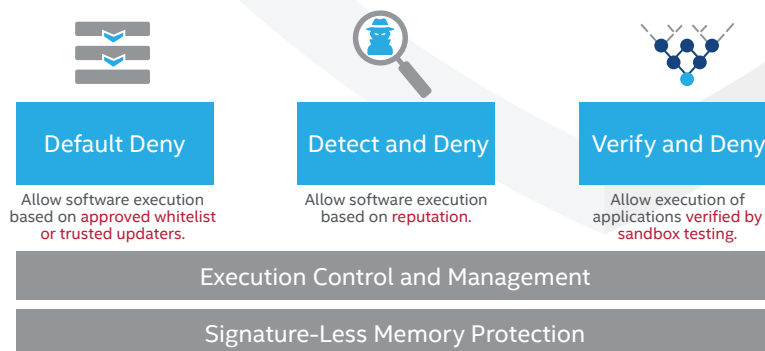 Default Deny
Allow software execution
based on approved whitelist
or trusted updaters.
Detect and Deny
Allow software execution
based on reputation.
Verify and Deny
Allow execution of
applications verified by
sandbox testing.
Execution Control and Management
Signature-Less Memory Protection